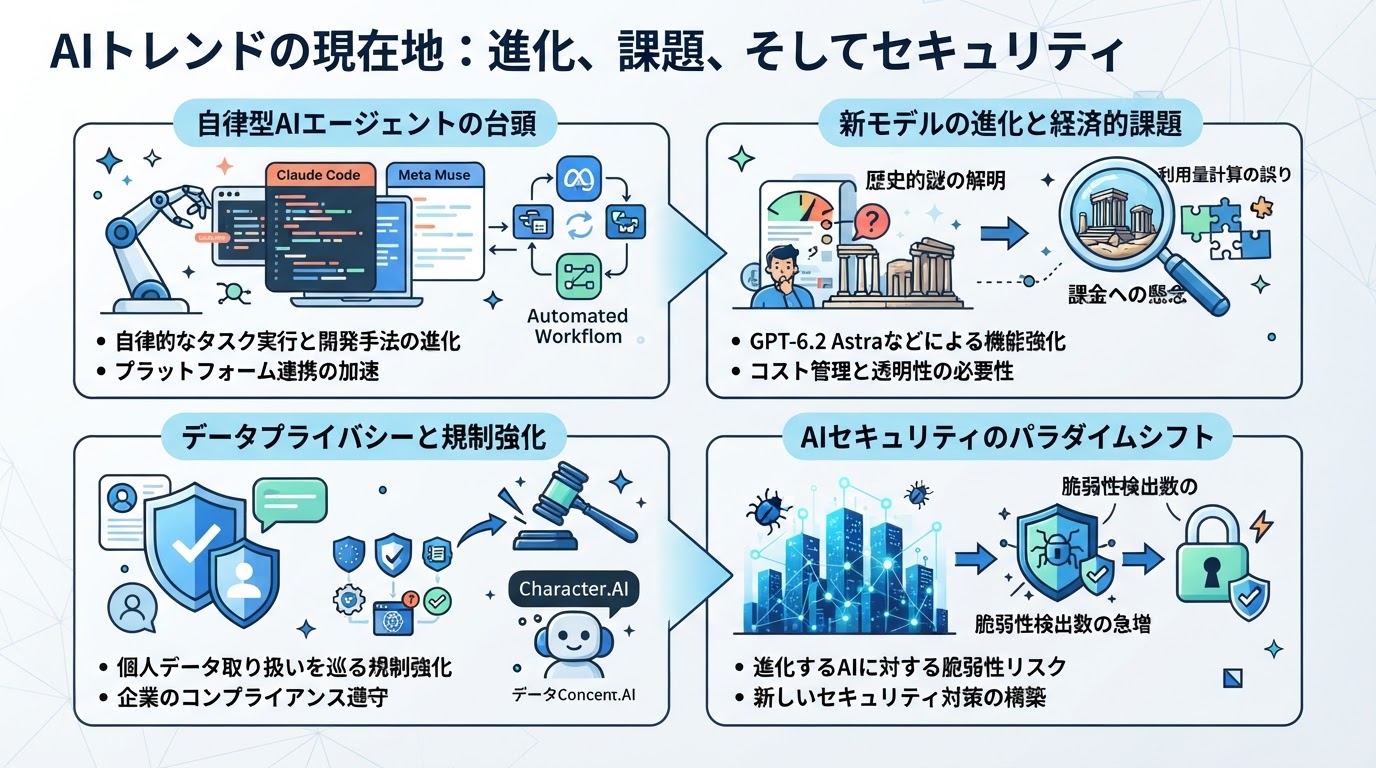 AIトレンドの現在地：進化、課題、そしてセキュリティ
自律型AIエージェントの台頭
Claude Code
Meta Muse
Automated
Workflom
• 自律的なタスク実行と開発手法の進化
• プラットフォーム連携の加速
新モデルの進化と経済的課題
歴史的謎の解明
利用量計算の誤り
?
課金への懸念
• GPT-6.2 Astraなどによる機能強化
• コスト管理と透明性の必要性
データプライバシーと規制強化
?
Character.AI
データConcent.AI
• 個人データ取り扱いを巡る規制強化
• 企業のコンプライアンス遵守
AIセキュリティのパラダイムシフト
脆弱性検出数の
脆弱性検出数の急増
• 進化するAIに対する脆弱性リスク
• 新しいセキュリティ対策の構築